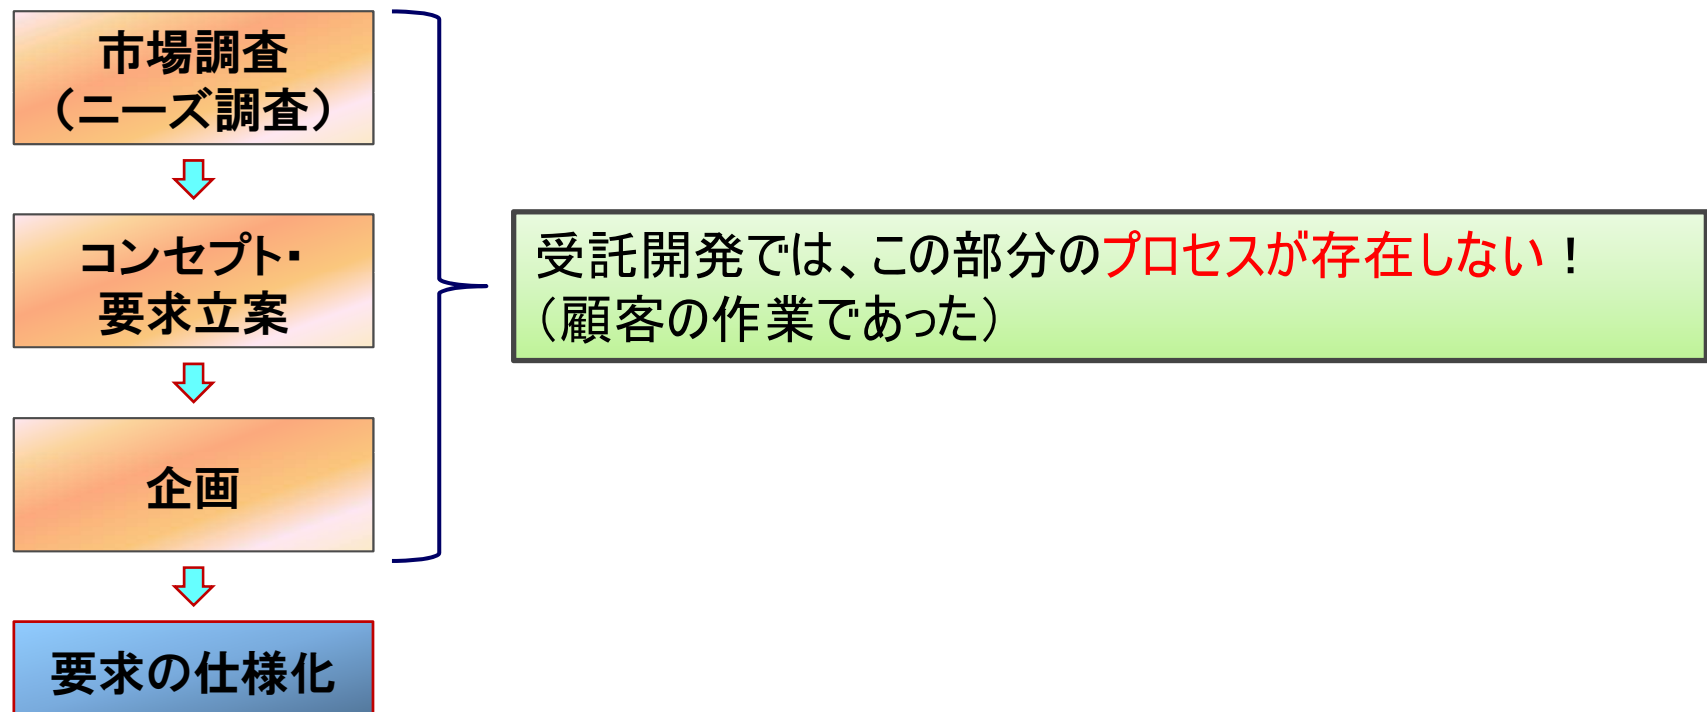 市場調査
（ニーズ調査）
コンセプト・
要求立案
受託開発では、この部分のプロセスが存在しない！
（顧客の作業であった）
企画
要求の仕様化